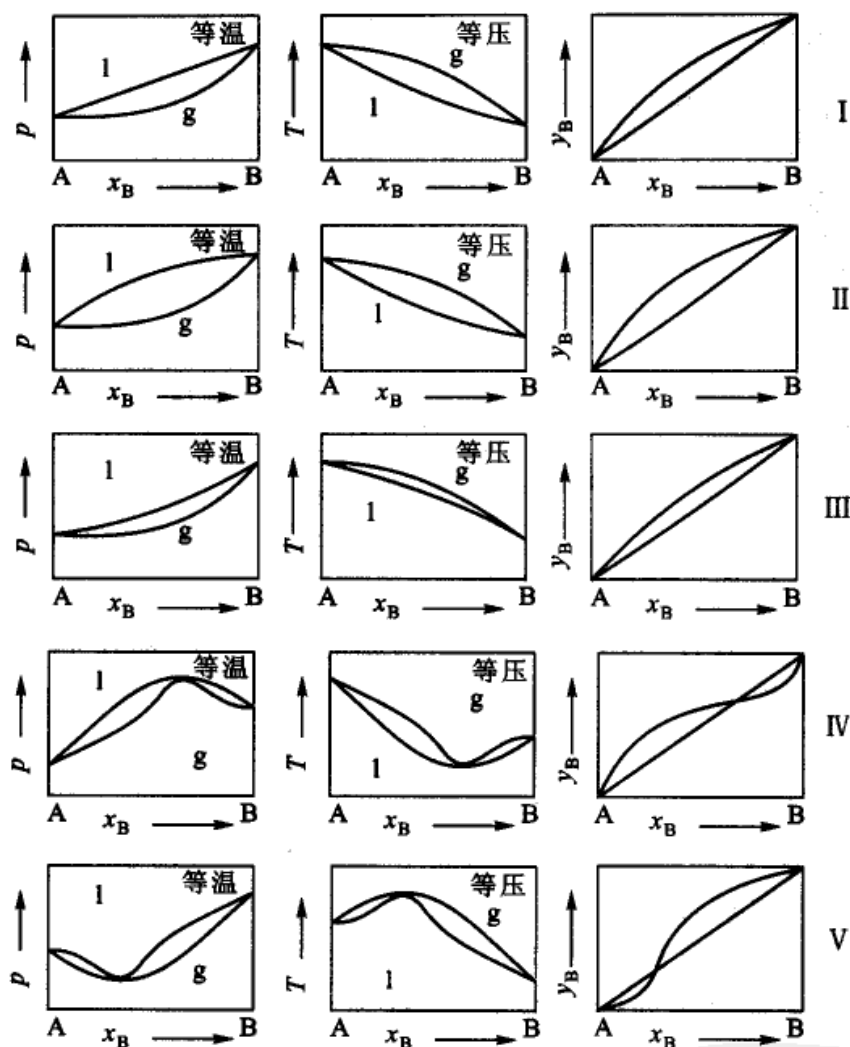 等温 等压
l g
p g T l y_B I
A x_B B A x_B B A x_B B
等温 等压
l g
p g T l y_B II
A x_B B A x_B B A x_B B
等温 等压
l g
p g T l y_B III
A x_B B A x_B B A x_B B
等温 等压
l g
p g T l y_B IV
A x_B B A x_B B A x_B B
等温 等压
l g
p g T l y_B V
A x_B B A x_B B A x_B B